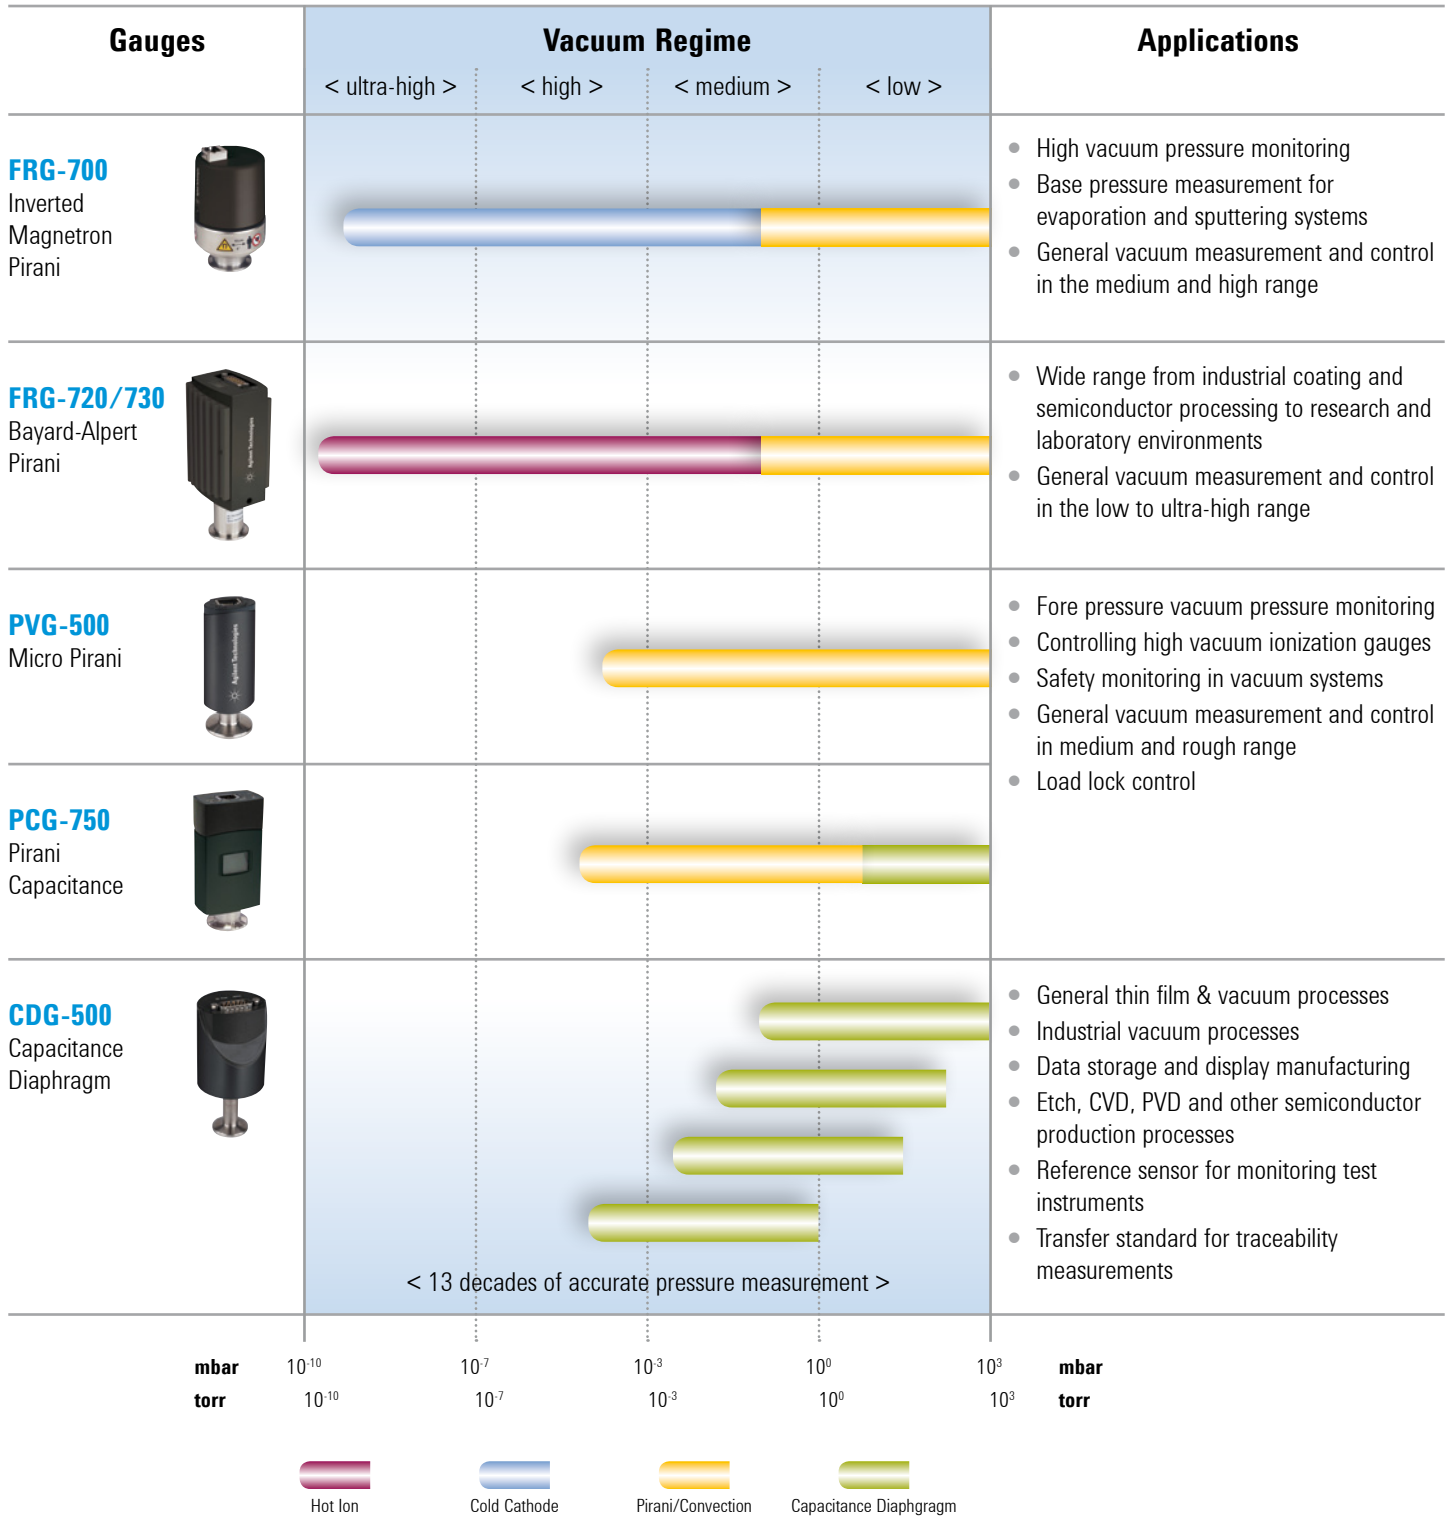 Gauges
Vacuum Regime
Applications
< ultra-high >
< high >
< medium >
< low >
FRG-700
Inverted
Magnetron
Pirani
High vacuum pressure monitoring
Base pressure measurement for
evaporation and sputtering systems
General vacuum measurement and control
in the medium and high range
FRG-720/730
Bayard-Alpert
Pirani
Agilent Technologies
Wide range from industrial coating and
semiconductor processing to research and
laboratory environments
General vacuum measurement and control
in the low to ultra-high range
PVG-500
Micro Pirani
Agilent Technologies
Fore pressure vacuum pressure monitoring
Controlling high vacuum ionization gauges
Safety monitoring in vacuum systems
General vacuum measurement and control
in medium and rough range
Load lock control
PCG-750
Pirani
Capacitance
CDG-500
Capacitance
Diaphragm
General thin film & vacuum processes
Industrial vacuum processes
Data storage and display manufacturing
Etch, CVD, PVD and other semiconductor
production processes
Reference sensor for monitoring test
instruments
Transfer standard for traceability
measurements
< 13 decades of accurate pressure measurement >
mbar 10⁻¹⁰ 10⁻⁷ 10⁻³ 10⁰ 10³ mbar
torr 10⁻¹⁰ 10⁻⁷ 10⁻³ 10⁰ 10³ torr
Hot Ion
Cold Cathode
Pirani/Convection
Capacitance Diaphgragm